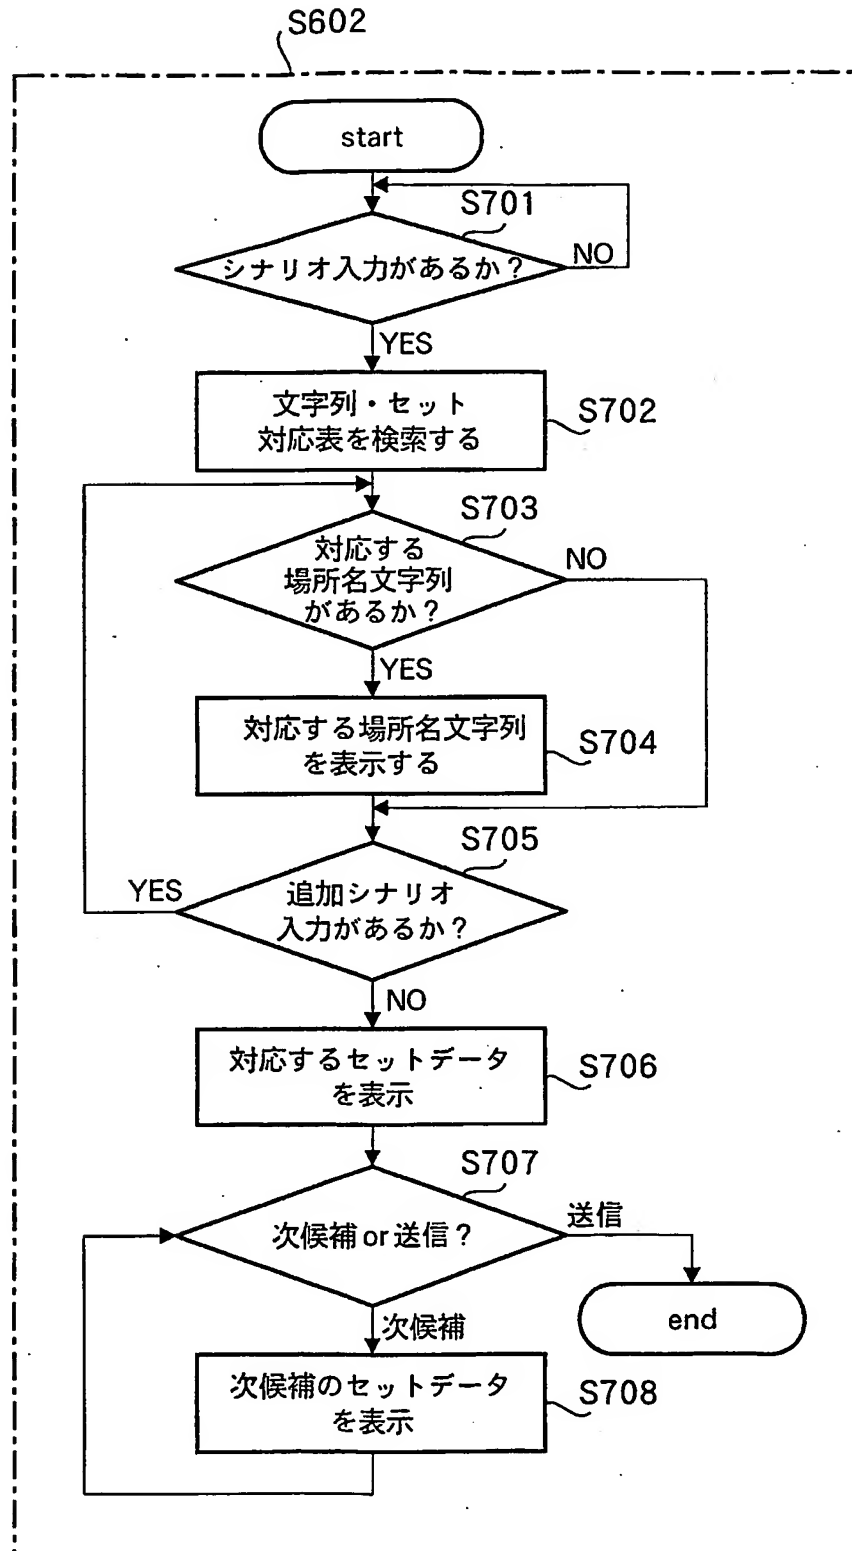 S602
start
S701
シナリオ入力があるか?
NO
YES
文字列・セット
対応表を検索する
S702
S703
対応する
場所名文字列
があるか?
NO
YES
対応する場所名文字列
を表示する
S704
S705
YES
追加シナリオ
入力があるか?
NO
対応するセットデータ
を表示
S706
S707
次候補or送信?
送信
end
次候補
次候補のセットデータ
を表示
S708